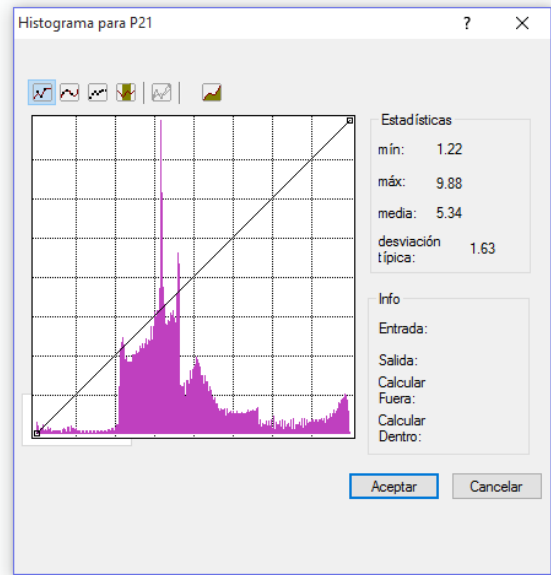 Histograma para P21
?
Estadísticas
mín: 1.22
máx: 9.88
media: 5.34
desviación
típica: 1.63
Info
Entrada:
Salida:
Calcular
Fuera:
Calcular
Dentro:
Aceptar
Cancelar